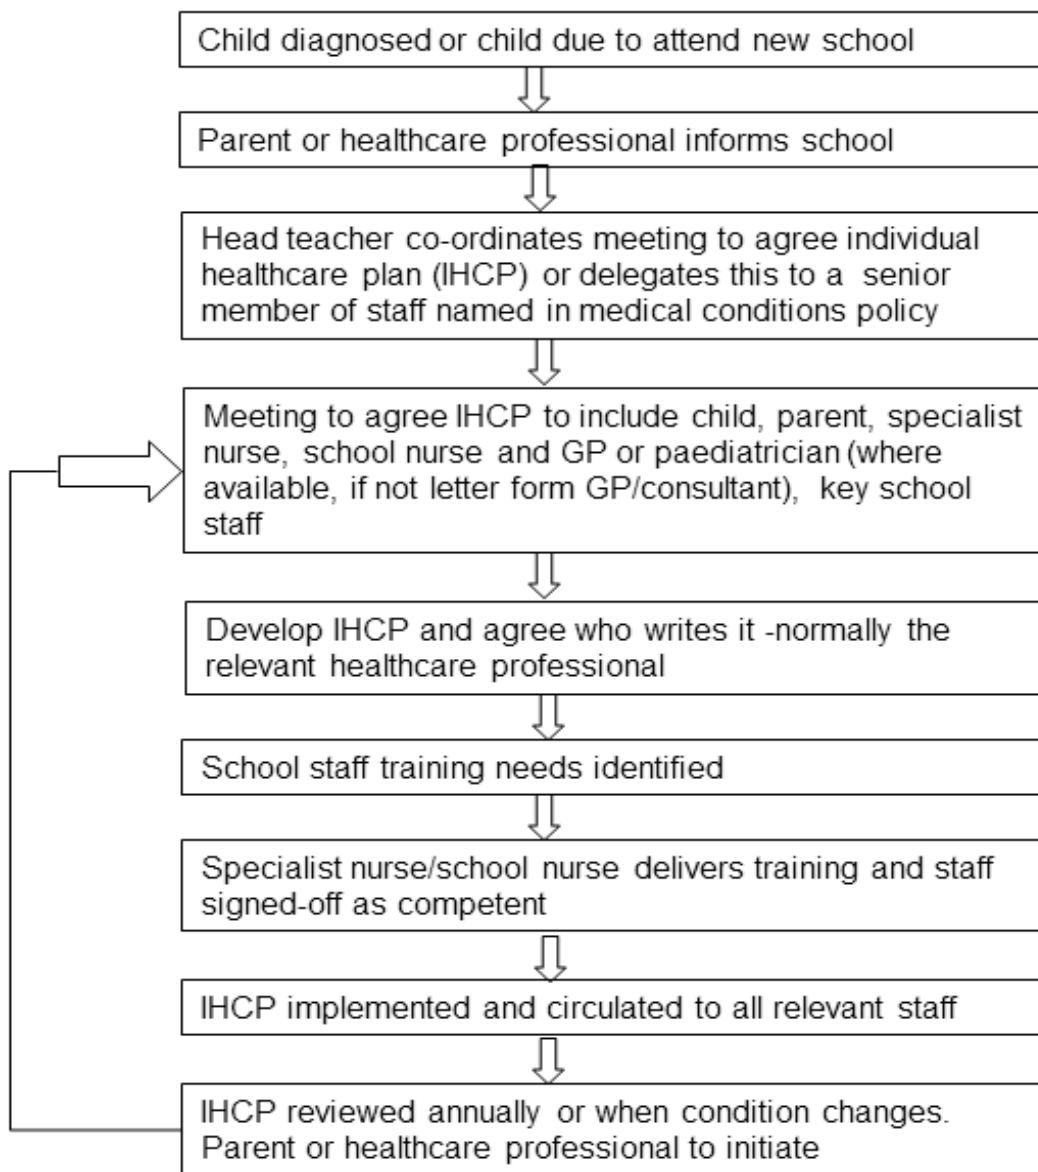 Child diagnosed or child due to attend new school
Parent or healthcare professional informs school
Head teacher co-ordinates meeting to agree individual
healthcare plan (IHCP) or delegates this to a senior
member of staff named in medical conditions policy
Meeting to agree IHCP to include child, parent, specialist
nurse, school nurse and GP or paediatrician (where
available, if not letter form GP/consultant), key school
staff
Develop IHCP and agree who writes it -normally the
relevant healthcare professional
School staff training needs identified
Specialist nurse/school nurse delivers training and staff
signed-off as competent
IHCP implemented and circulated to all relevant staff
IHCP reviewed annually or when condition changes.
Parent or healthcare professional to initiate